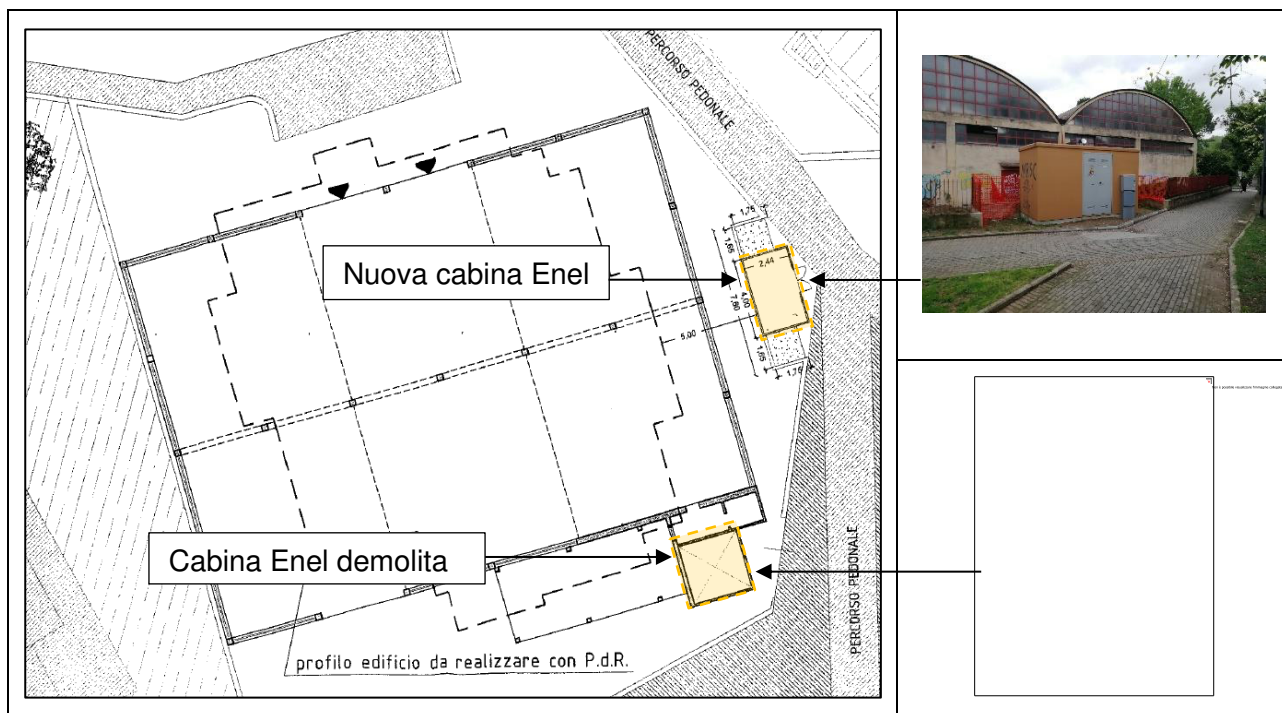 PERCORSO PEDONALE
1,75
1,65
2,44
Nuova cabina Enel
4,00
7,60
5,00
1,65
1,75
Cabina Enel demolita
PERCORSO PEDONALE
profilo edificio da realizzare con P.d.R.